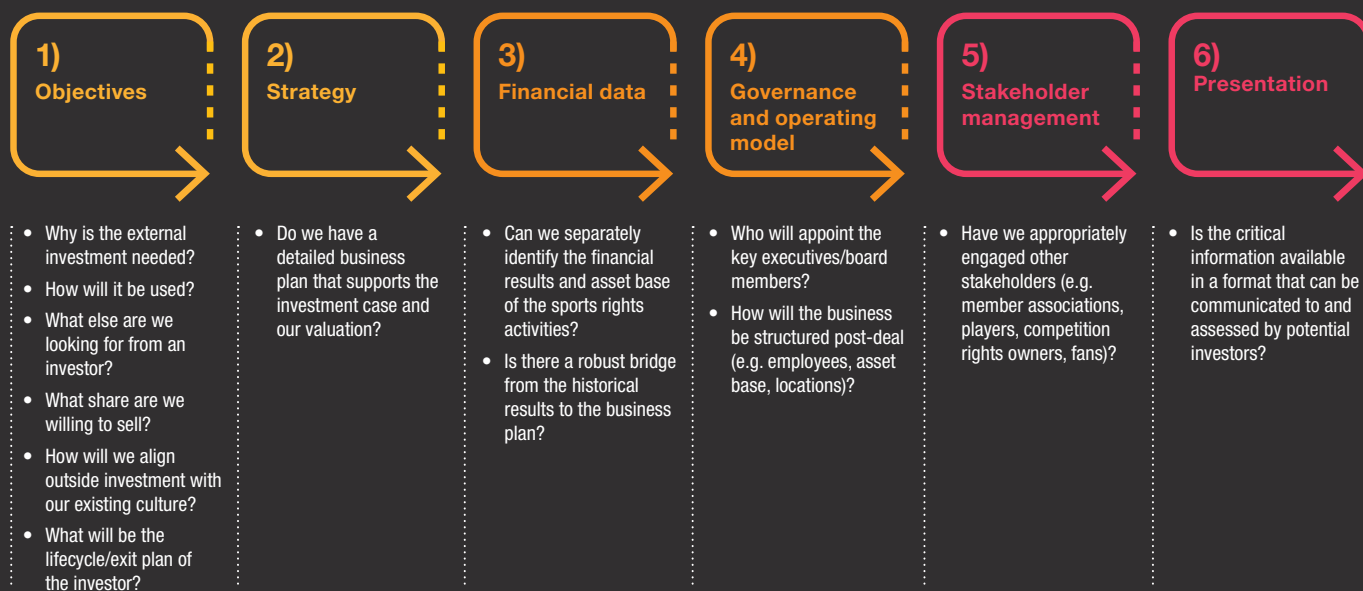 1)
Objectives
2)
Strategy
3)
Financial data
4)
Governance
and operating
model
5)
Stakeholder
management
6)
Presentation
• Why is the external
investment needed?
• How will it be used?
• What else are we
looking for from an
investor?
• What share are we
willing to sell?
• How will we align
outside investment with
our existing culture?
• What will be the
lifecycle/exit plan of
the investor?
• Do we have a
detailed business
plan that supports the
investment case and
our valuation?
• Can we separately
identify the financial
results and asset base
of the sports rights
activities?
• Is there a robust bridge
from the historical
results to the business
plan?
• Who will appoint the
key executives/board
members?
• How will the business
be structured post-deal
(e.g. employees, asset
base, locations)?
• Have we appropriately
engaged other
stakeholders (e.g.
member associations,
players, competition
rights owners, fans)?
• Is the critical
information available
in a format that can be
communicated to and
assessed by potential
investors?